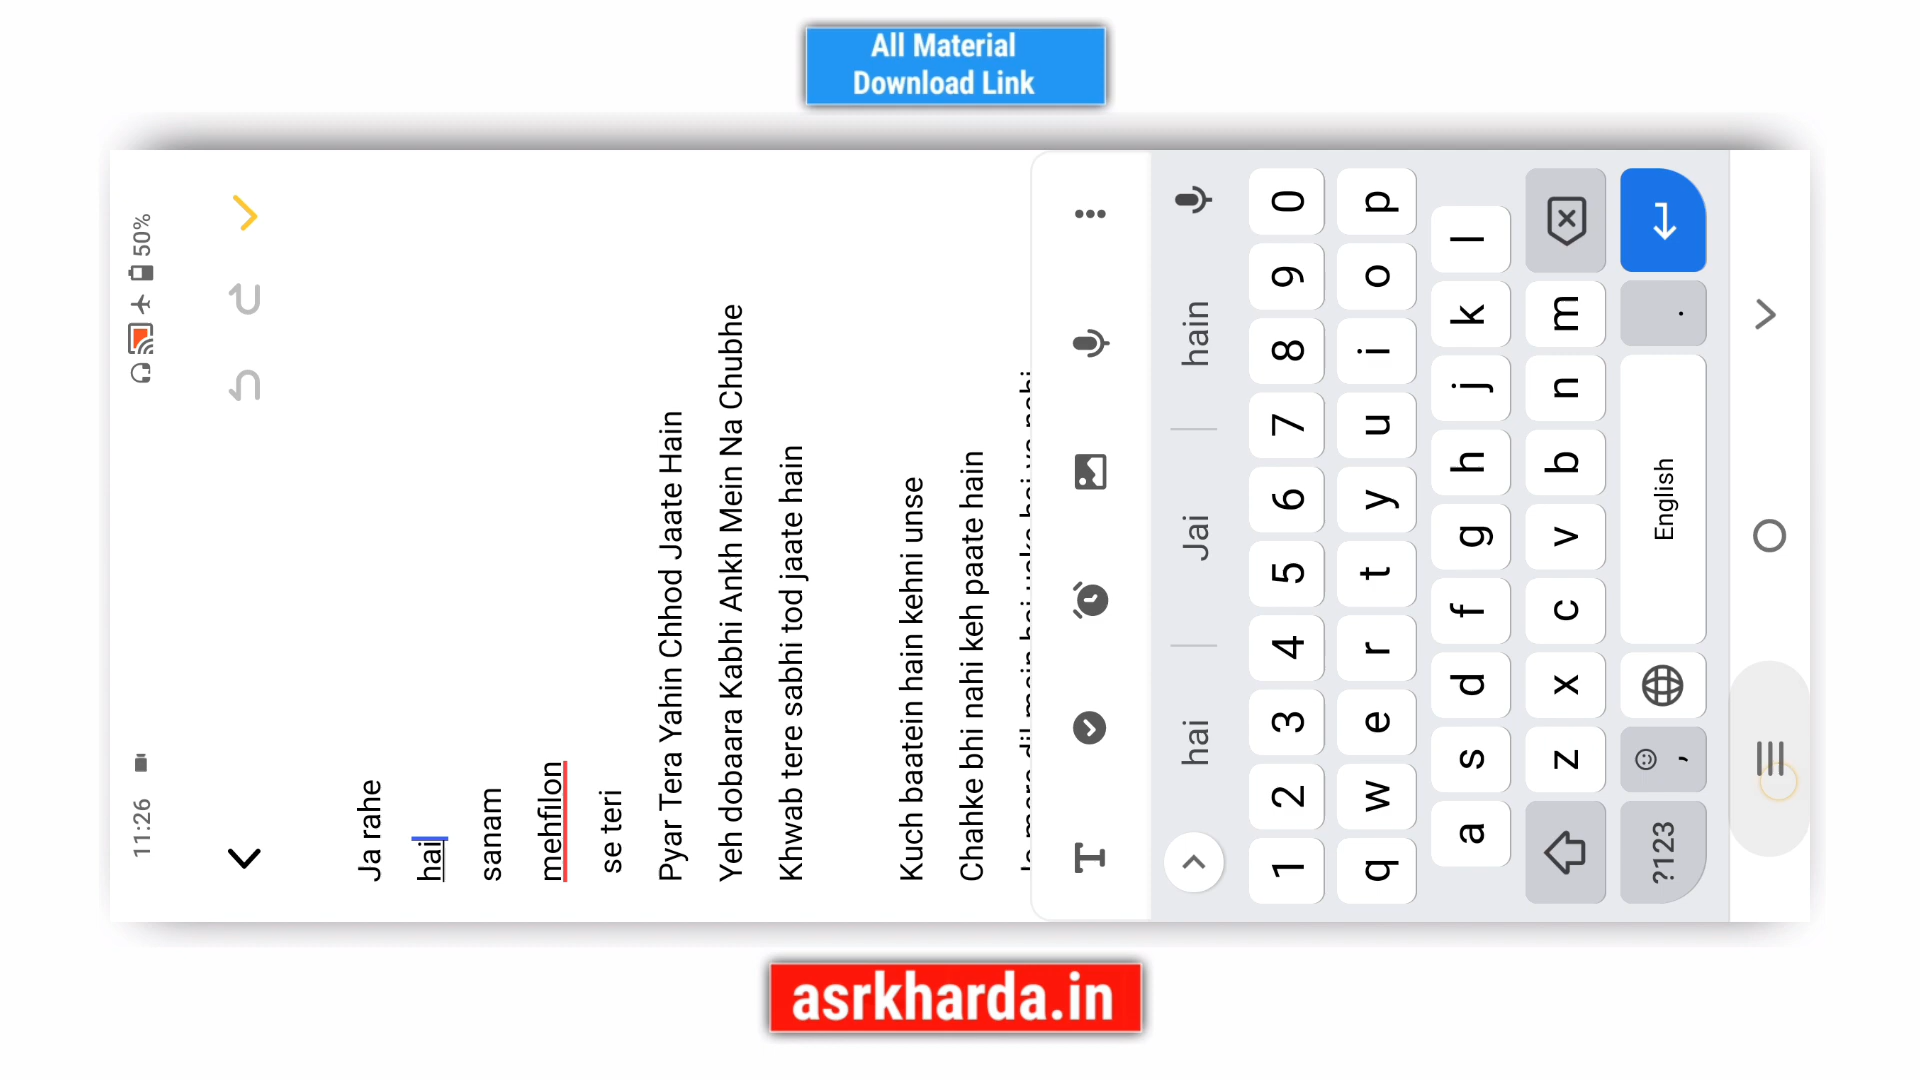 All Material
Download Link
11:26
50%
Ja rahe
hai
sanam
mehfilon
se teri
Pyar Tera Yahin Chhod Jaate Hain
Yeh dobaara Kabhi Ankh Mein Na Chubhe
Khwab tere sabhi tod jaate hain
Kuch baatein hain kehni unse
Chahke bhi nahi keh paate hain
hai Jai hain
1 2 3 4 5 6 7 8 9 0
q w e r t y u i o p
a s d f g h j k l
z x c v b n m
?123 , English .
asrkharda.in